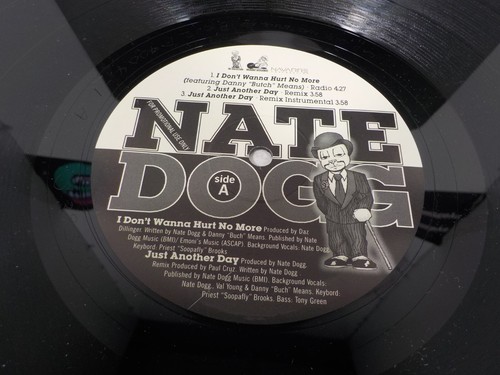 1. I Don't Wanna Hurt No More
(featuring Danny "Butch" Means) · Radio 4:27
2. Just Another Day · Remix 3:58
3. Just Another Day · Remix Instrumental 3:58
FOR PROMOTIONAL USE ONLY
NATE
DOGG
side
A
I Don't Wanna Hurt No More Produced by Daz
Dillinger. Written by Nate Dogg & Danny "Buch" Means. Published by Nate
Dogg Music (BMI)/ Emoni's Music (ASCAP). Background Vocals: Nate Dogg
Keybord: Priest "Soopafly" Brooks
Just Another Day Produced by Nate Dogg.
Remix Produced by Paul Cruz. Written by Nate Dogg
Published by Nate Dogg Music (BMI). Background Vocals:
Nate Dogg, Val Young & Danny "Buch" Means. Keybord:
Priest "Soopafly" Brooks. Bass: Tony Green